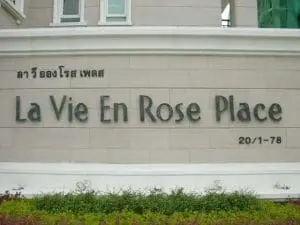 ลา วี ออง โรส เพลส
La Vie En Rose Place
20/1-78